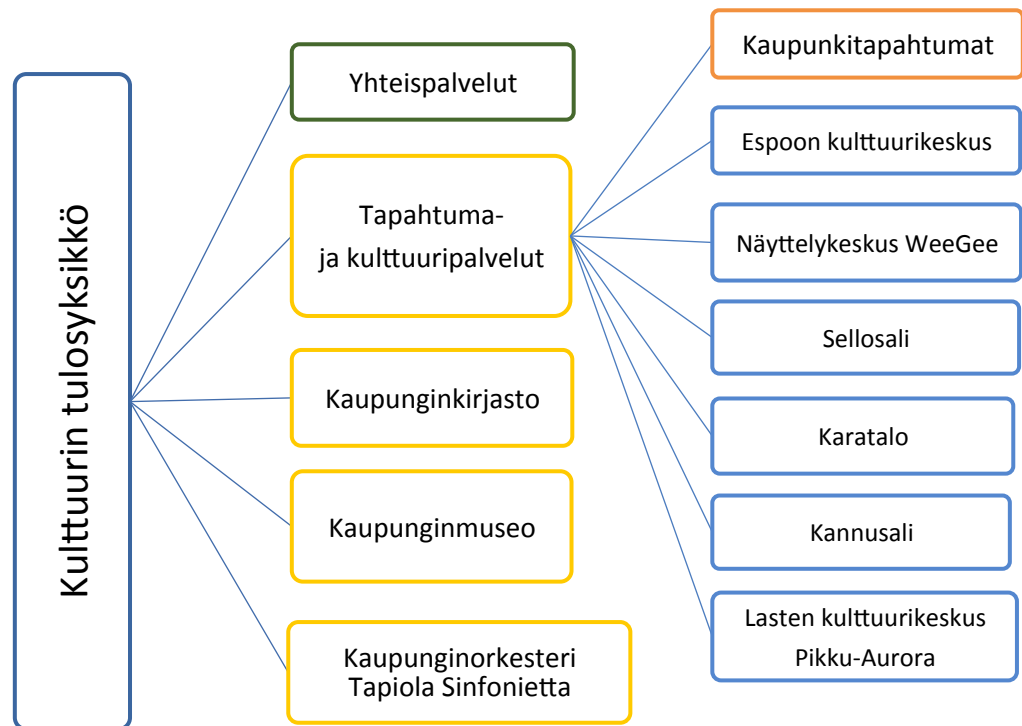 Kulttuurin tulosyksikkö
Yhteispalvelut
Tapahtuma-
ja kulttuuripalvelut
Kaupunginkirjasto
Kaupunginmuseo
Kaupunginorkesteri
Tapiola Sinfonietta
Kaupunkitapahtumat
Espoon kulttuurikeskus
Näyttelykeskus WeeGee
Sellosali
Karatalo
Kannusali
Lasten kulttuurikeskus
Pikku-Aurora